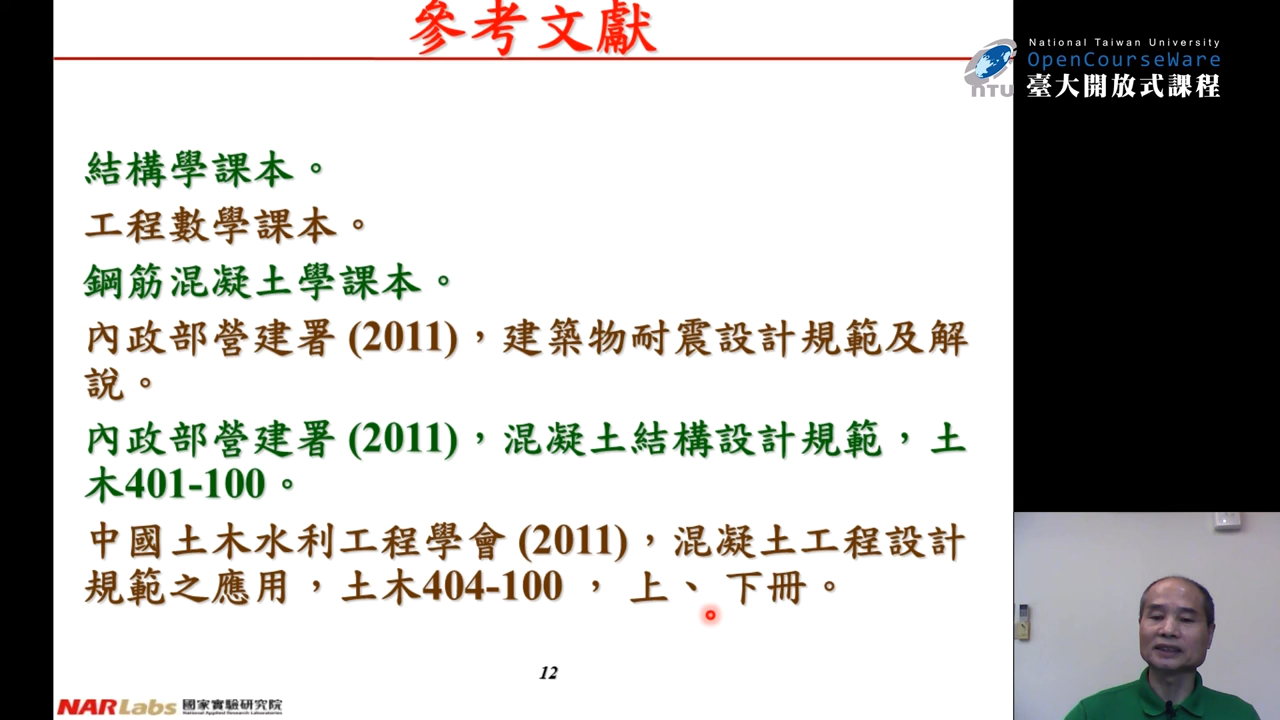 參考文獻
National Taiwan University
OpenCourseWare
臺大開放式課程
NTU
結構學課本。
工程數學課本。
鋼筋混凝土學課本。
內政部營建署 (2011),建築物耐震設計規範及解
說。
內政部營建署 (2011),混凝土結構設計規範,土
木401-100。
中國土木水利工程學會 (2011),混凝土工程設計
規範之應用,土木404-100 , 上、下冊。
12
NARLabs 國家實驗研究院
National Applied Research Laboratories